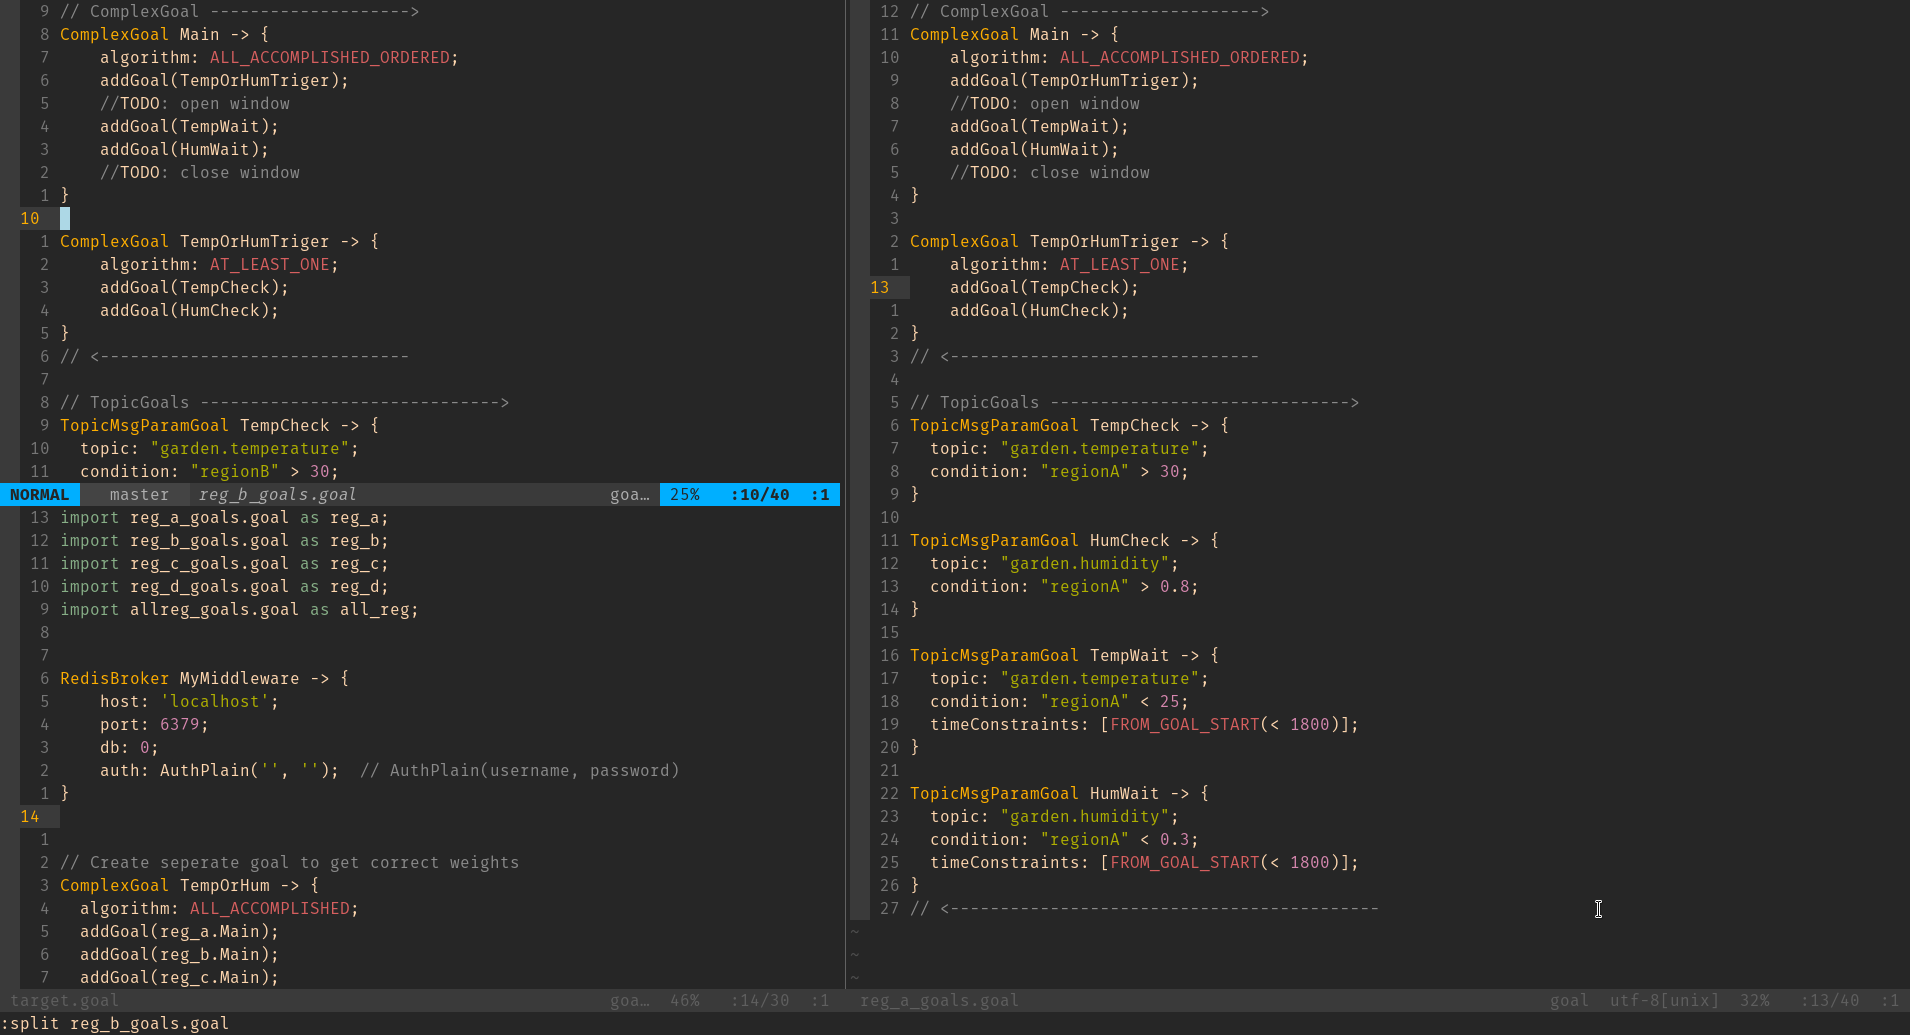 9 // ComplexGoal -------------------->
8 ComplexGoal Main -> {
7     algorithm: ALL_ACCOMPLISHED_ORDERED;
6     addGoal(TempOrHumTriger);
5     //TODO: open window
4     addGoal(TempWait);
3     addGoal(HumWait);
2     //TODO: close window
1 }
10
1 ComplexGoal TempOrHumTriger -> {
2     algorithm: AT_LEAST_ONE;
3     addGoal(TempCheck);
4     addGoal(HumCheck);
5 }
6 // <-------------------------------
7
8 // TopicGoals ------------------------------>
9 TopicMsgParamGoal TempCheck -> {
10   topic: "garden.temperature";
11   condition: "regionB" > 30;
NORMAL master reg_b_goals.goal goa… 25% :10/40 :1
13 import reg_a_goals.goal as reg_a;
12 import reg_b_goals.goal as reg_b;
11 import reg_c_goals.goal as reg_c;
10 import reg_d_goals.goal as reg_d;
9 import allreg_goals.goal as all_reg;
8
7
6 RedisBroker MyMiddleware -> {
5     host: 'localhost';
4     port: 6379;
3     db: 0;
2     auth: AuthPlain('', '');  // AuthPlain(username, password)
1 }
14
1
2 // Create seperate goal to get correct weights
3 ComplexGoal TempOrHum -> {
4   algorithm: ALL_ACCOMPLISHED;
5   addGoal(reg_a.Main);
6   addGoal(reg_b.Main);
7   addGoal(reg_c.Main);
target.goal goa… 46% :14/30 :1
12 // ComplexGoal -------------------->
11 ComplexGoal Main -> {
10     algorithm: ALL_ACCOMPLISHED_ORDERED;
9     addGoal(TempOrHumTriger);
8     //TODO: open window
7     addGoal(TempWait);
6     addGoal(HumWait);
5     //TODO: close window
4 }
3
2 ComplexGoal TempOrHumTriger -> {
1     algorithm: AT_LEAST_ONE;
13     addGoal(TempCheck);
1     addGoal(HumCheck);
2 }
3 // <-------------------------------
4
5 // TopicGoals ------------------------------>
6 TopicMsgParamGoal TempCheck -> {
7   topic: "garden.temperature";
8   condition: "regionA" > 30;
9 }
10
11 TopicMsgParamGoal HumCheck -> {
12   topic: "garden.humidity";
13   condition: "regionA" > 0.8;
14 }
15
16 TopicMsgParamGoal TempWait -> {
17   topic: "garden.temperature";
18   condition: "regionA" < 25;
19   timeConstraints: [FROM_GOAL_START(< 1800)];
20 }
21
22 TopicMsgParamGoal HumWait -> {
23   topic: "garden.humidity";
24   condition: "regionA" < 0.3;
25   timeConstraints: [FROM_GOAL_START(< 1800)];
26 }
27 // <-------------------------------------------
~
~
~
reg_a_goals.goal goal utf-8[unix] 32% :13/40 :1
:split reg_b_goals.goal